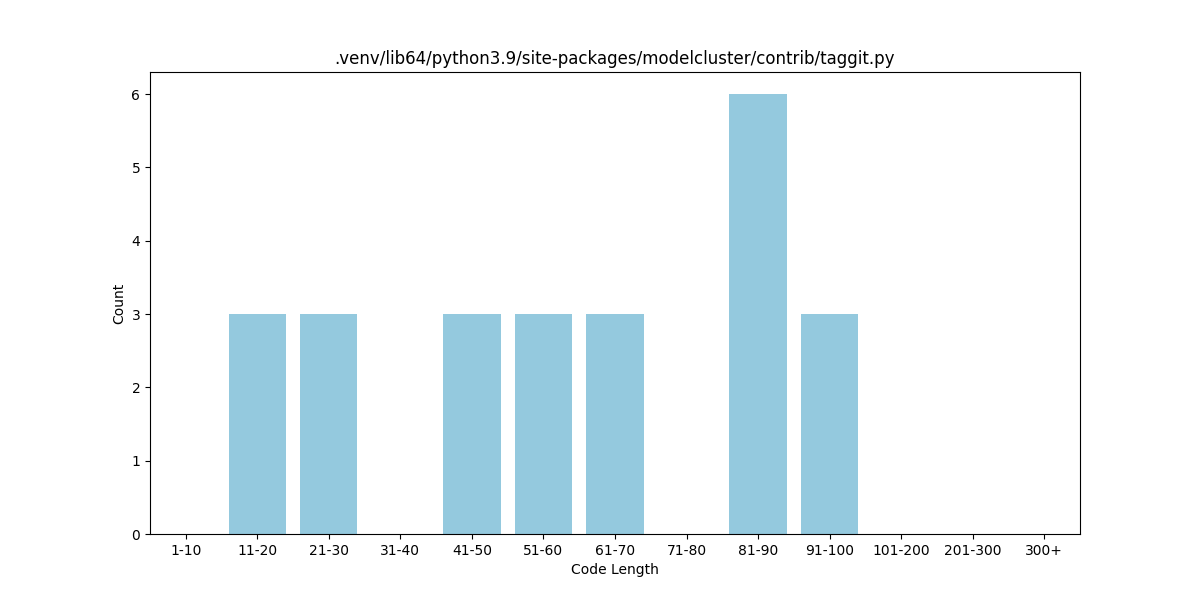 .venv/lib64/python3.9/site-packages/modelcluster/contrib/taggit.py
6
5
4
3
2
1
0
Count
1-10 11-20 21-30 31-40 41-50 51-60 61-70 71-80 81-90 91-100 101-200 201-300 300+
Code Length